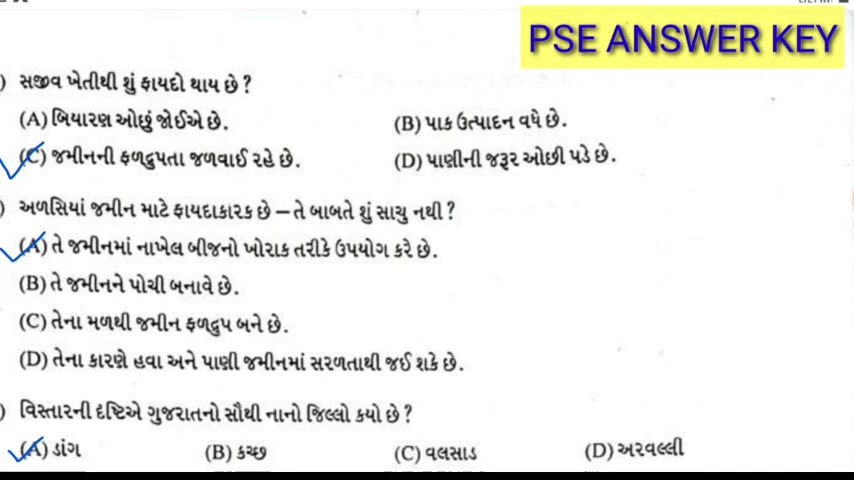 PSE ANSWER KEY
) સજીવ ખેતીથી શું ફાયદો થાય છે ?
(A) બિયારણ ઓછું જોઈએ છે. (B) પાક ઉત્પાદન વધે છે.
(C) જમીનની ફળદ્રુપતા જળવાઈ રહે છે. (D) પાણીની જરૂર ઓછી પડે છે.
) અળસિયાં જમીન માટે ફાયદાકારક છે – તે બાબતે શું સાચુ નથી ?
(A) તે જમીનમાં નાખેલ બીજનો ખોરાક તરીકે ઉપયોગ કરે છે.
(B) તે જમીનને પોચી બનાવે છે.
(C) તેના મળથી જમીન ફળદ્રુપ બને છે.
(D) તેના કારણે હવા અને પાણી જમીનમાં સરળતાથી જઈ શકે છે.
) વિસ્તારની દૃષ્ટિએ ગુજરાતનો સૌથી નાનો જિલ્લો કયો છે ?
(A) ડાંગ (B) કચ્છ (C) વલસાડ (D) અરવલ્લી